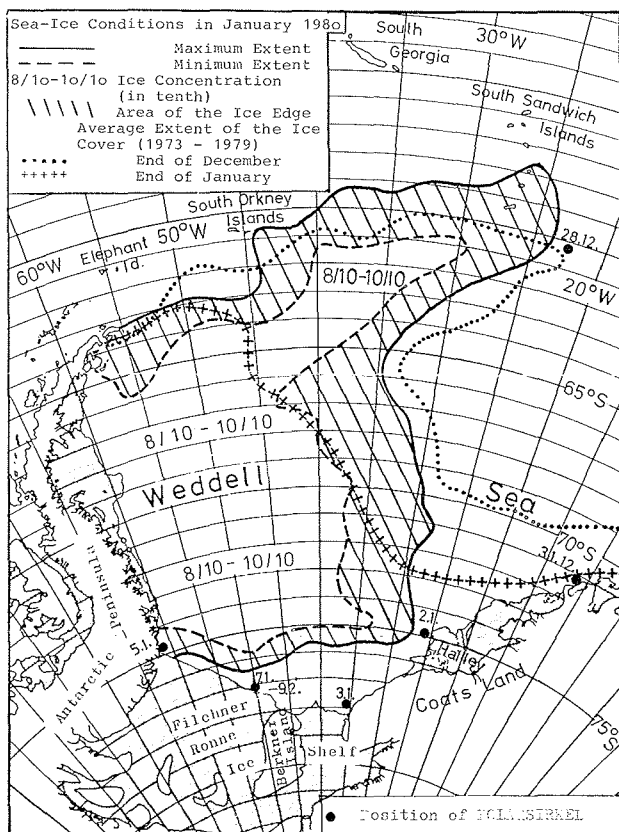 Sea-Ice Conditions in January 1980
Maximum Extent
Minimum Extent
8/10-10/10 Ice Concentration
(in tenth)
Area of the Ice Edge
Average Extent of the Ice
Cover (1973 - 1979)
End of December
End of January
South
Georgia
30°W
South Sandwich
Islands
South Orkney
Islands
50°W
Elephant
Id.
60°W
28.12.
20°W
8/10-10/10
65°S
8/10 - 10/10
Weddell
Sea
8/10 - 10/10
70°S
31.12.
Antarctic - Peninsula
5.1.
2.1.
Halley
7.1.
-9.2.
3.1.
Coats Land
75°S
Filchner
Ronne
Ice
Berkner
Island
Shelf
Position of POLARSIRKEL